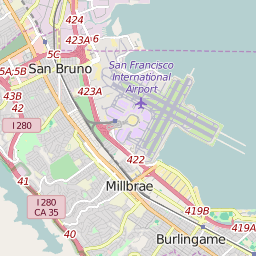 424
6
423A
San Francisco
International
Airport
5A;5B
5C
San Bruno
43B
423A
42
I 280
422
41
Millbrae
I 280
CA 35
419B
40
Burlingame
419A